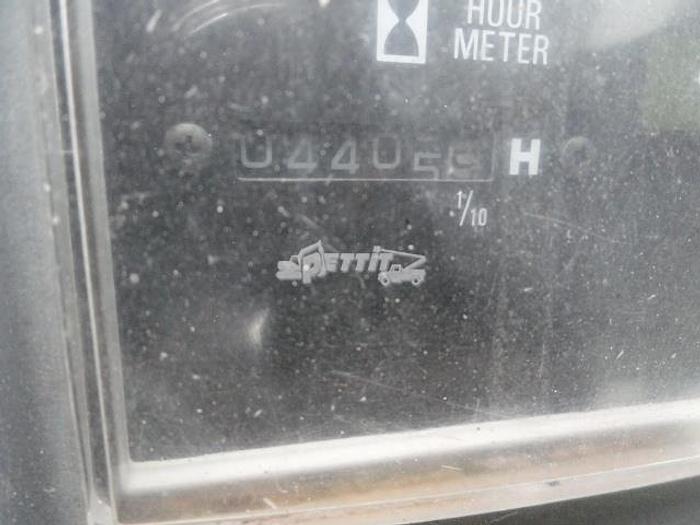 HOUR
METER
04405 H
1/10
PETTIT